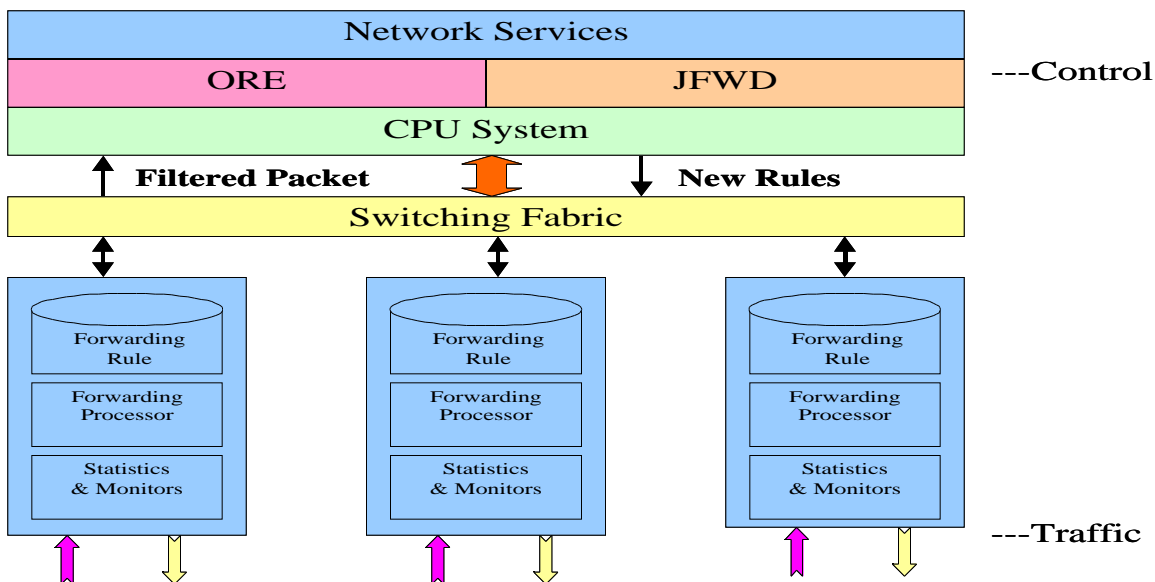 Network Services
ORE
JFWD
---Control
CPU System
Filtered Packet
New Rules
Switching Fabric
Forwarding
Rule
Forwarding
Processor
Statistics
& Monitors
Forwarding
Rule
Forwarding
Processor
Statistics
& Monitors
Forwarding
Rule
Forwarding
Processor
Statistics
& Monitors
---Traffic